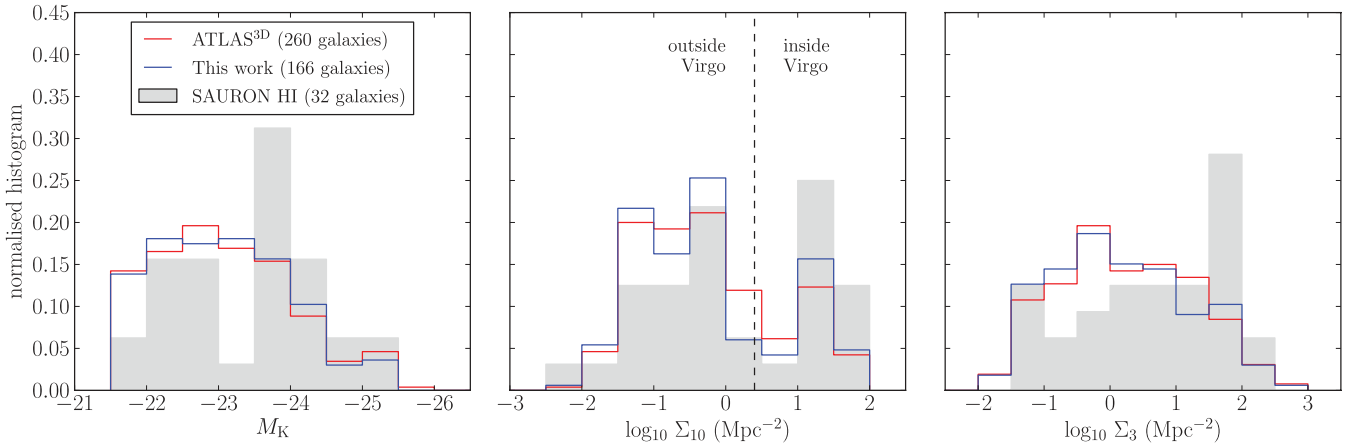 0.45
0.40
0.35
0.30
0.25
0.20
0.15
0.10
0.05
0.00
normalised histogram
ATLAS³ᴰ (260 galaxies)
This work (166 galaxies)
SAURON HI (32 galaxies)
−21 −22 −23 −24 −25 −26
M_K
outside Virgo
inside Virgo
−3 −2 −1 0 1 2
log₁₀ Σ₁₀ (Mpc⁻²)
−2 −1 0 1 2 3
log₁₀ Σ₃ (Mpc⁻²)